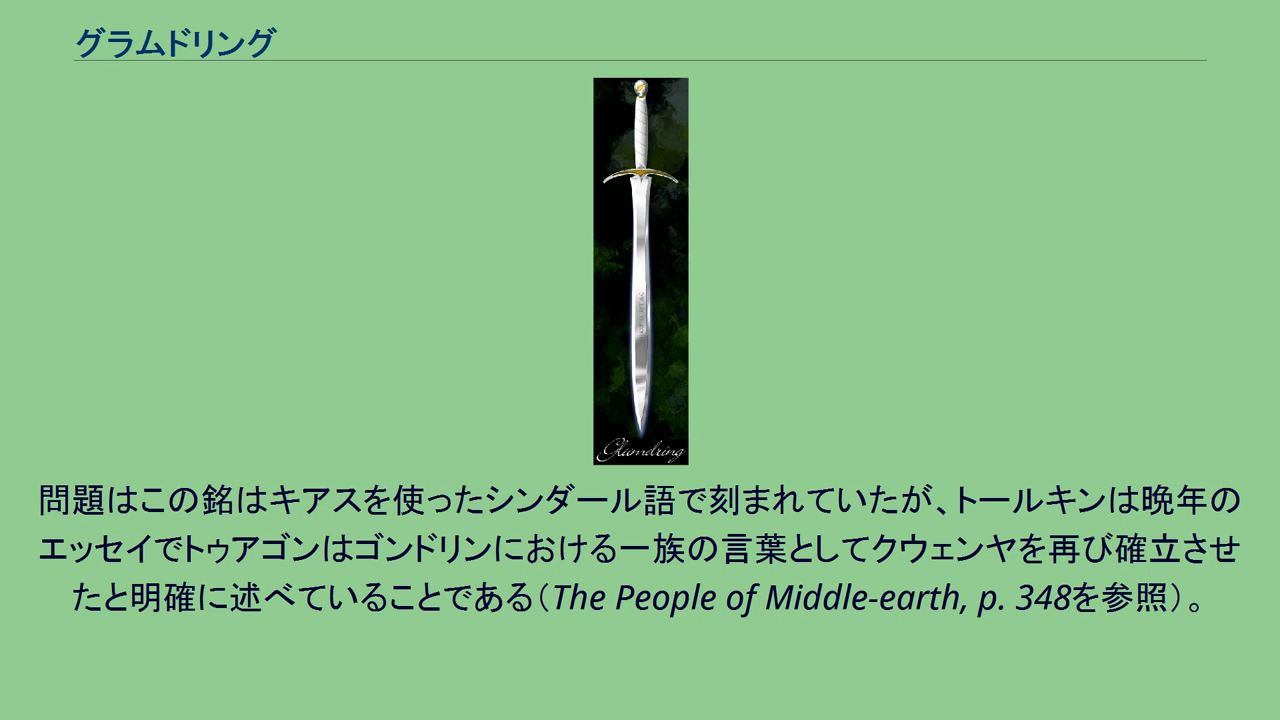 グラムドリング
Glamdring
問題はこの銘はキアスを使ったシンダール語で刻まれていたが、トールキンは晩年の
エッセイでトゥアゴンはゴンドリンにおける一族の言葉としてクウェンヤを再び確立させ
たと明確に述べていることである（The People of Middle-earth, p. 348を参照）。